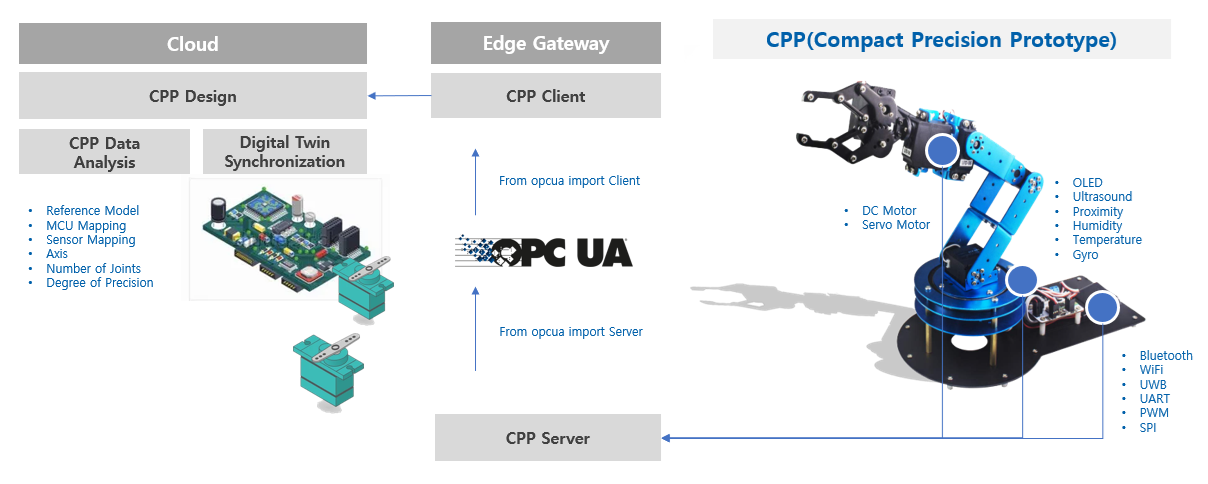 Cloud
CPP Design
CPP Data
Analysis
Digital Twin
Synchronization
Reference Model
MCU Mapping
Sensor Mapping
Axis
Number of Joints
Degree of Precision
Edge Gateway
CPP Client
From opcua import Client
OPC UA
From opcua import Server
CPP Server
CPP(Compact Precision Prototype)
DC Motor
Servo Motor
OLED
Ultrasound
Proximity
Humidity
Temperature
Gyro
Bluetooth
WiFi
UWB
UART
PWM
SPI